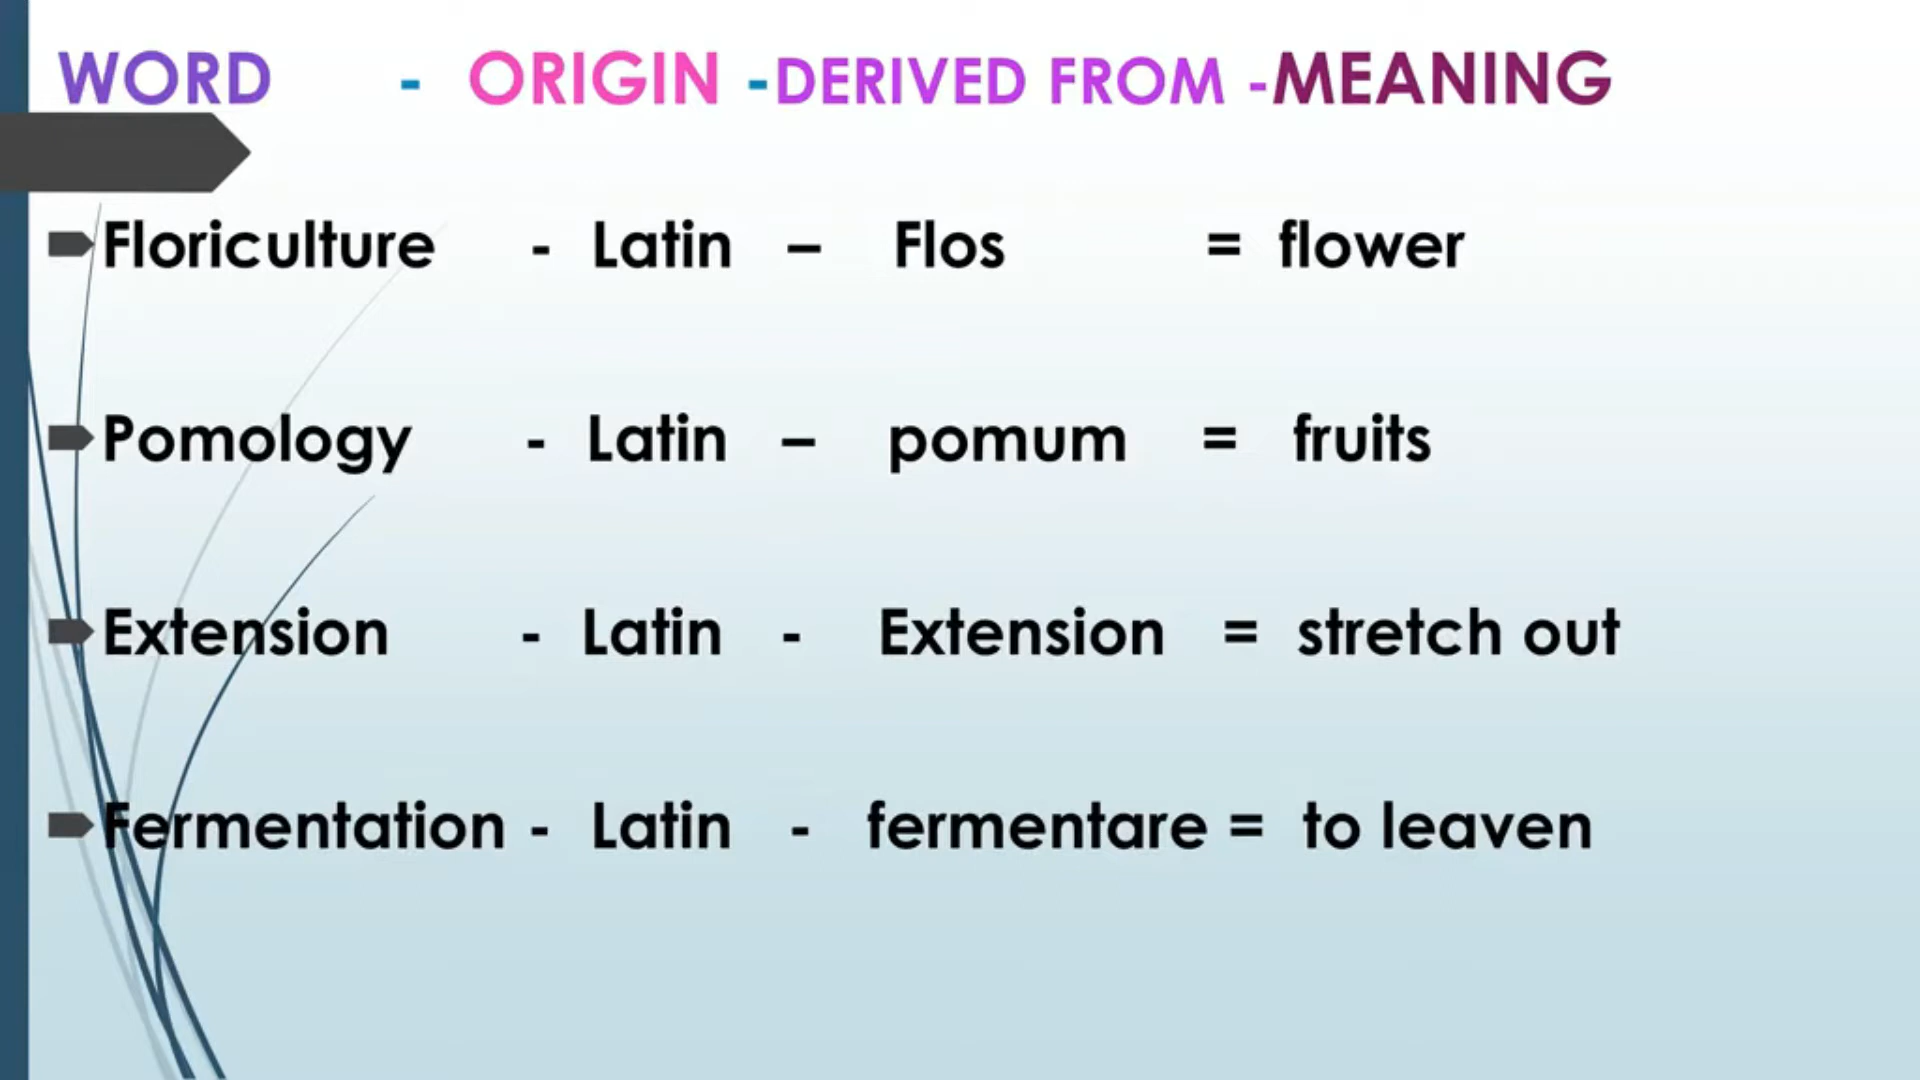 WORD - ORIGIN -DERIVED FROM -MEANING
Floriculture - Latin – Flos = flower
Pomology - Latin – pomum = fruits
Extension - Latin - Extension = stretch out
Fermentation - Latin - fermentare = to leaven